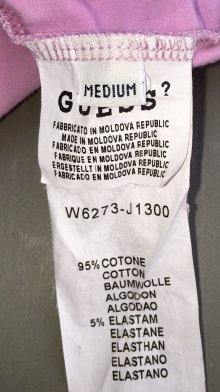 MEDIUM
GUESS?
FABBRICATO IN MOLDOVA REPUBLIC
MADE IN MOLDOVA REPUBLIC
FABRICADO EN MOLDOVA REPUBLIC
FABRIQUE EN MOLDOVA REPUBLIC
ERGESTELLT IN MOLDOVA REPUBLIC
FABRICADO EN MOLDOVA REPUBLIC
W6273-J1300
95% COTONE
COTTON
BAUMWOLLE
ALGODON
ALGODAO
5% ELASTAM
ELASTANE
ELASTHAN
ELASTANO
ELASTANO